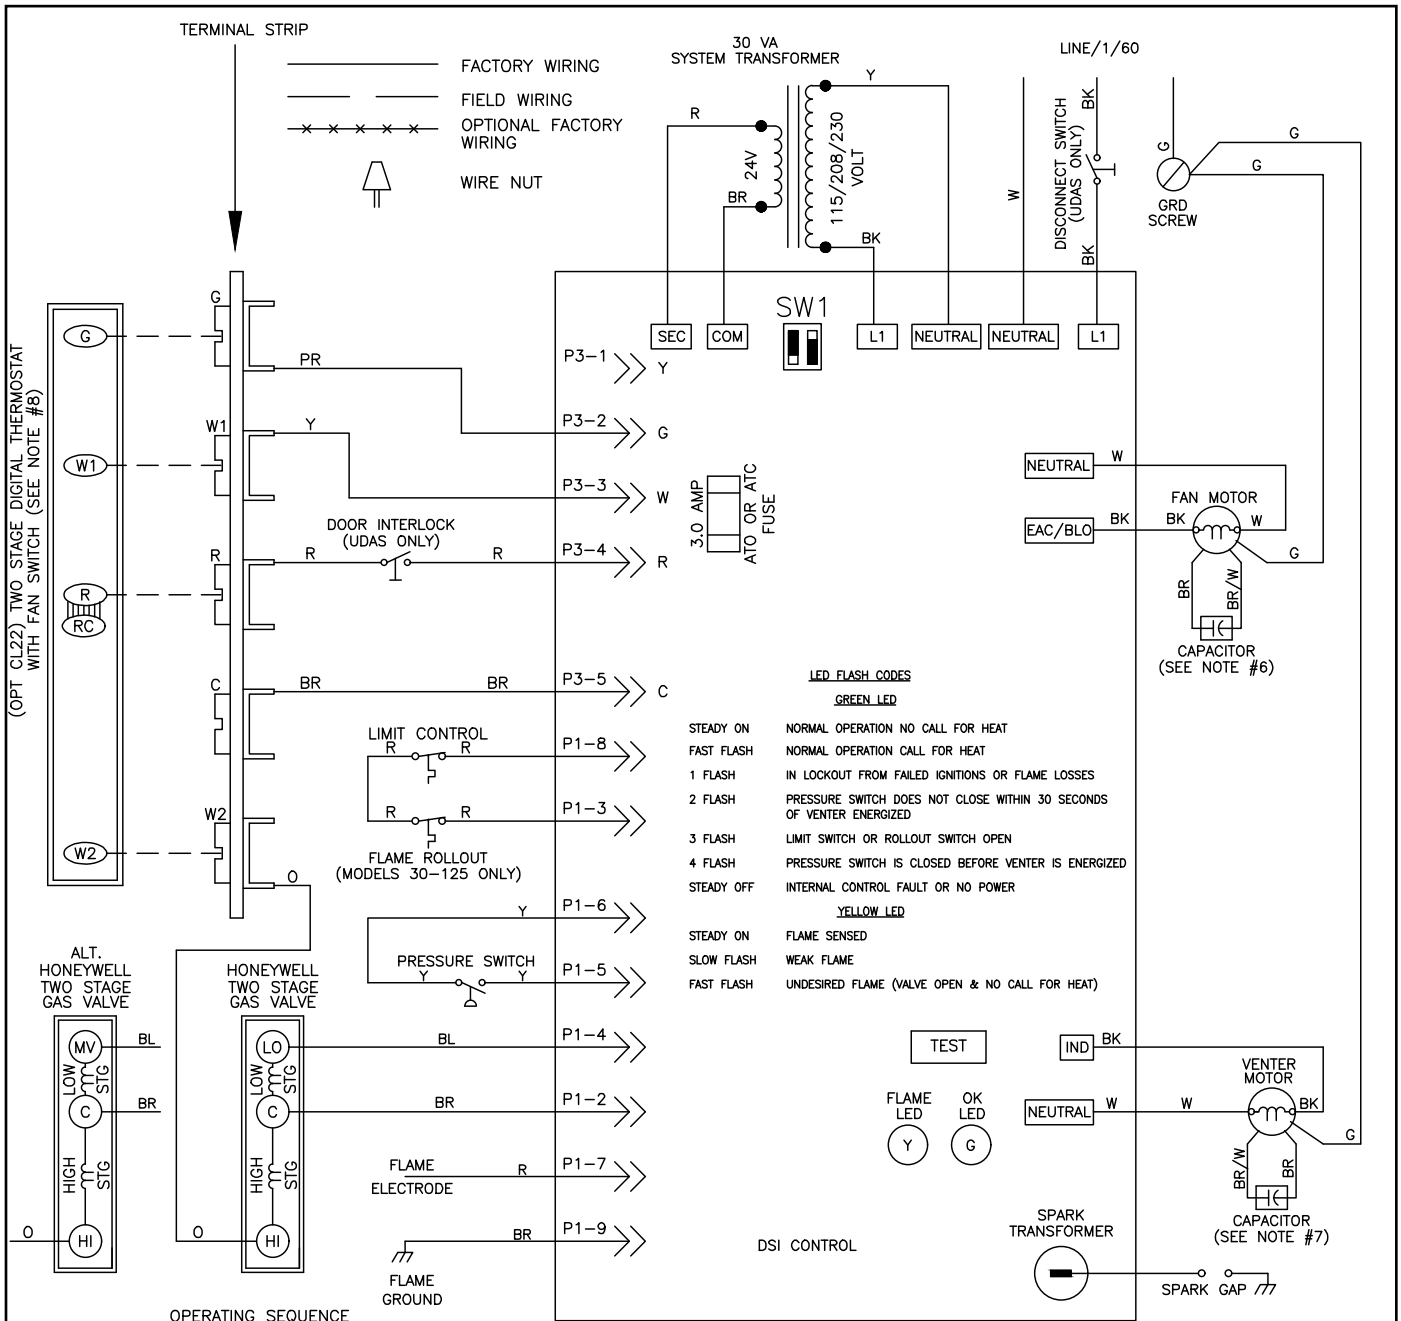 TERMINAL STRIP
FACTORY WIRING
FIELD WIRING
OPTIONAL FACTORY
WIRING
WIRE NUT
30 VA
SYSTEM TRANSFORMER
R
24V
BR
Y
115/208/230
VOLT
BK
LINE/1/60
W
BK
DISCONNECT SWITCH
(UDAS ONLY)
BK
G
GRD
SCREW
G
G
SEC
COM
SW1
L1
NEUTRAL
NEUTRAL
L1
(OPT CL22) TWO STAGE DIGITAL THERMOSTAT
WITH FAN SWITCH (SEE NOTE #8)
G
W1
R
RC
W2
G
PR
W1
Y
R
R
DOOR INTERLOCK
(UDAS ONLY)
R
C
BR
BR
W2
O
P3-1
Y
P3-2
G
P3-3
W
P3-4
R
P3-5
C
3.0 AMP
ATO OR ATC
FUSE
LIMIT CONTROL
R
R
P1-8
R
R
P1-3
FLAME ROLLOUT
(MODELS 30-125 ONLY)
Y
P1-6
PRESSURE SWITCH
Y
Y
P1-5
BL
P1-4
BR
P1-2
FLAME
ELECTRODE
R
P1-7
BR
P1-9
FLAME
GROUND
LED FLASH CODES
GREEN LED
STEADY ON NORMAL OPERATION NO CALL FOR HEAT
FAST FLASH NORMAL OPERATION CALL FOR HEAT
1 FLASH IN LOCKOUT FROM FAILED IGNITIONS OR FLAME LOSSES
2 FLASH PRESSURE SWITCH DOES NOT CLOSE WITHIN 30 SECONDS
OF VENTER ENERGIZED
3 FLASH LIMIT SWITCH OR ROLLOUT SWITCH OPEN
4 FLASH PRESSURE SWITCH IS CLOSED BEFORE VENTER IS ENERGIZED
STEADY OFF INTERNAL CONTROL FAULT OR NO POWER
YELLOW LED
STEADY ON FLAME SENSED
SLOW FLASH WEAK FLAME
FAST FLASH UNDESIRED FLAME (VALVE OPEN & NO CALL FOR HEAT)
NEUTRAL
W
FAN MOTOR
EAC/BLO
BK
BK
W
G
BR
BR/W
CAPACITOR
(SEE NOTE #6)
TEST
IND
BK
FLAME
LED
Y
OK
LED
G
NEUTRAL
W
W
VENTER
MOTOR
BK
G
BR/W
BR
CAPACITOR
(SEE NOTE #7)
DSI CONTROL
SPARK
TRANSFORMER
SPARK GAP
ALT.
HONEYWELL
TWO STAGE
GAS VALVE
MV
BL
LOW
STG
C
BR
HIGH
STG
O
HI
HONEYWELL
TWO STAGE
GAS VALVE
LO
LOW
STG
C
HIGH
STG
O
HI
OPERATING SEQUENCE